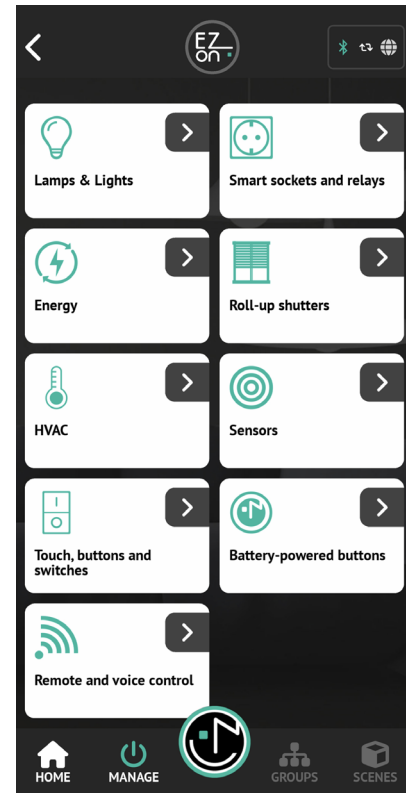 EZ
on
Lamps & Lights
Smart sockets and relays
Energy
Roll-up shutters
HVAC
Sensors
Touch, buttons and
switches
Battery-powered buttons
Remote and voice control
HOME
MANAGE
GROUPS
SCENES